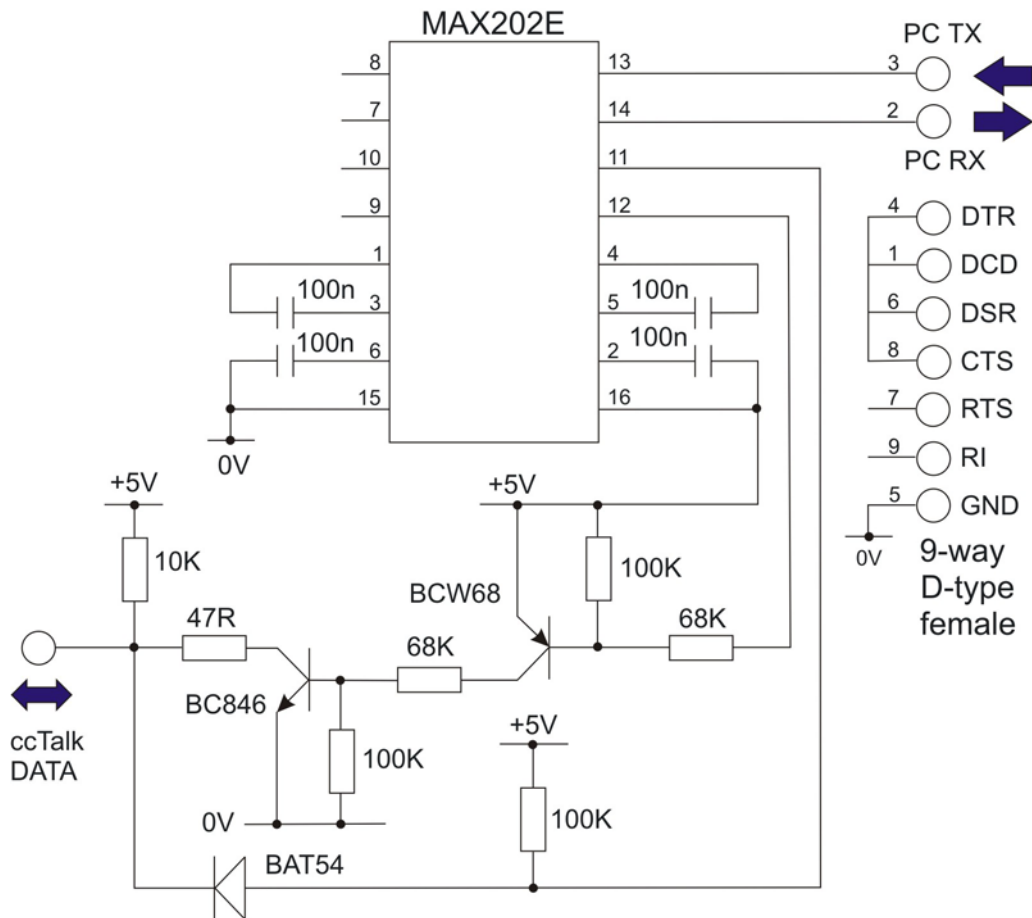 MAX202E
PC TX
8
13
3
7
14
2
PC RX
10
11
9
12
4
DTR
1
4
1
DCD
100n
100n
3
5
6
DSR
100n
100n
6
2
8
CTS
15
16
7
RTS
0V
9
RI
+5V
+5V
5
GND
0V
9-way
D-type
female
10K
100K
BCW68
47R
68K
68K
BC846
ccTalk
DATA
+5V
100K
0V
100K
BAT54